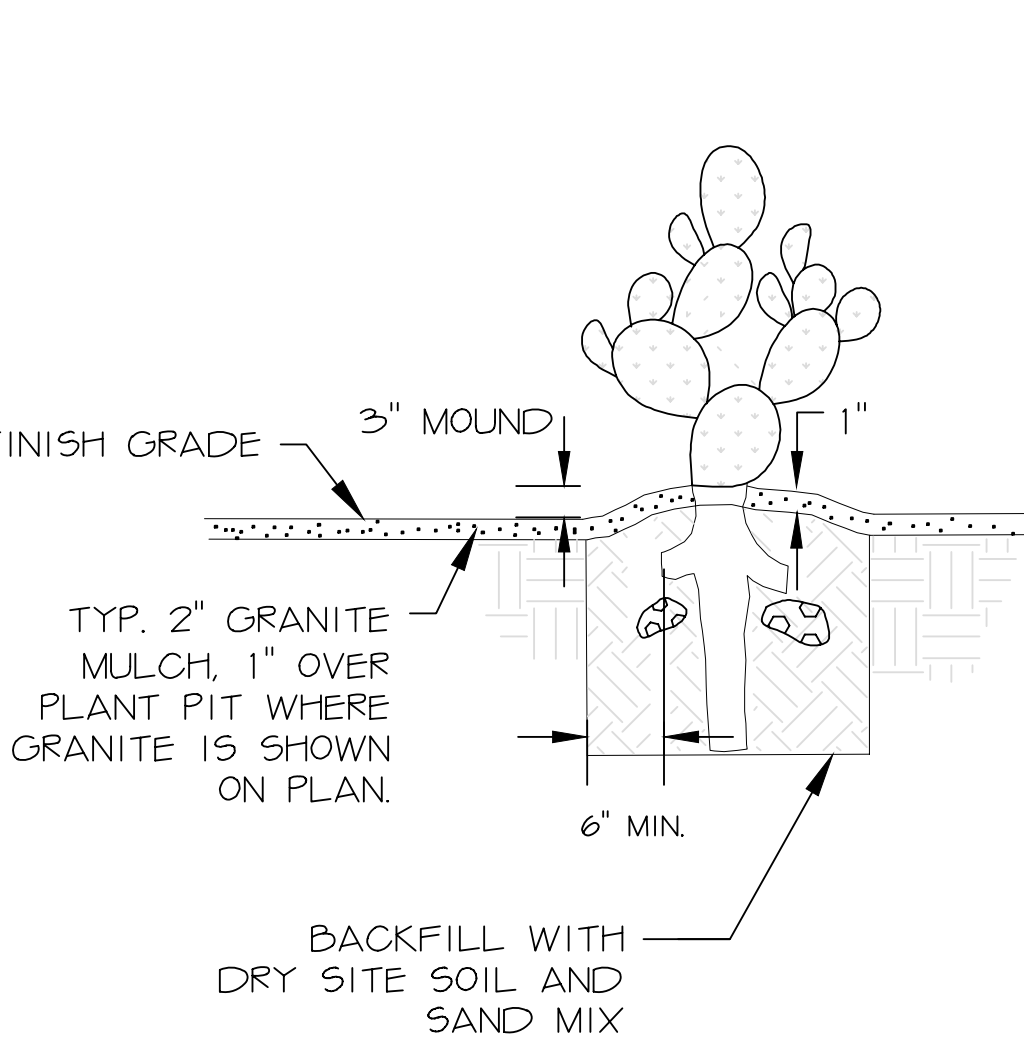 3" MOUND
1"
INISH GRADE
TYP. 2" GRANITE
MULCH, 1" OVER
PLANT PIT WHERE
GRANITE IS SHOWN
ON PLAN.
6" MIN.
BACKFILL WITH
DRY SITE SOIL AND
SAND MIX